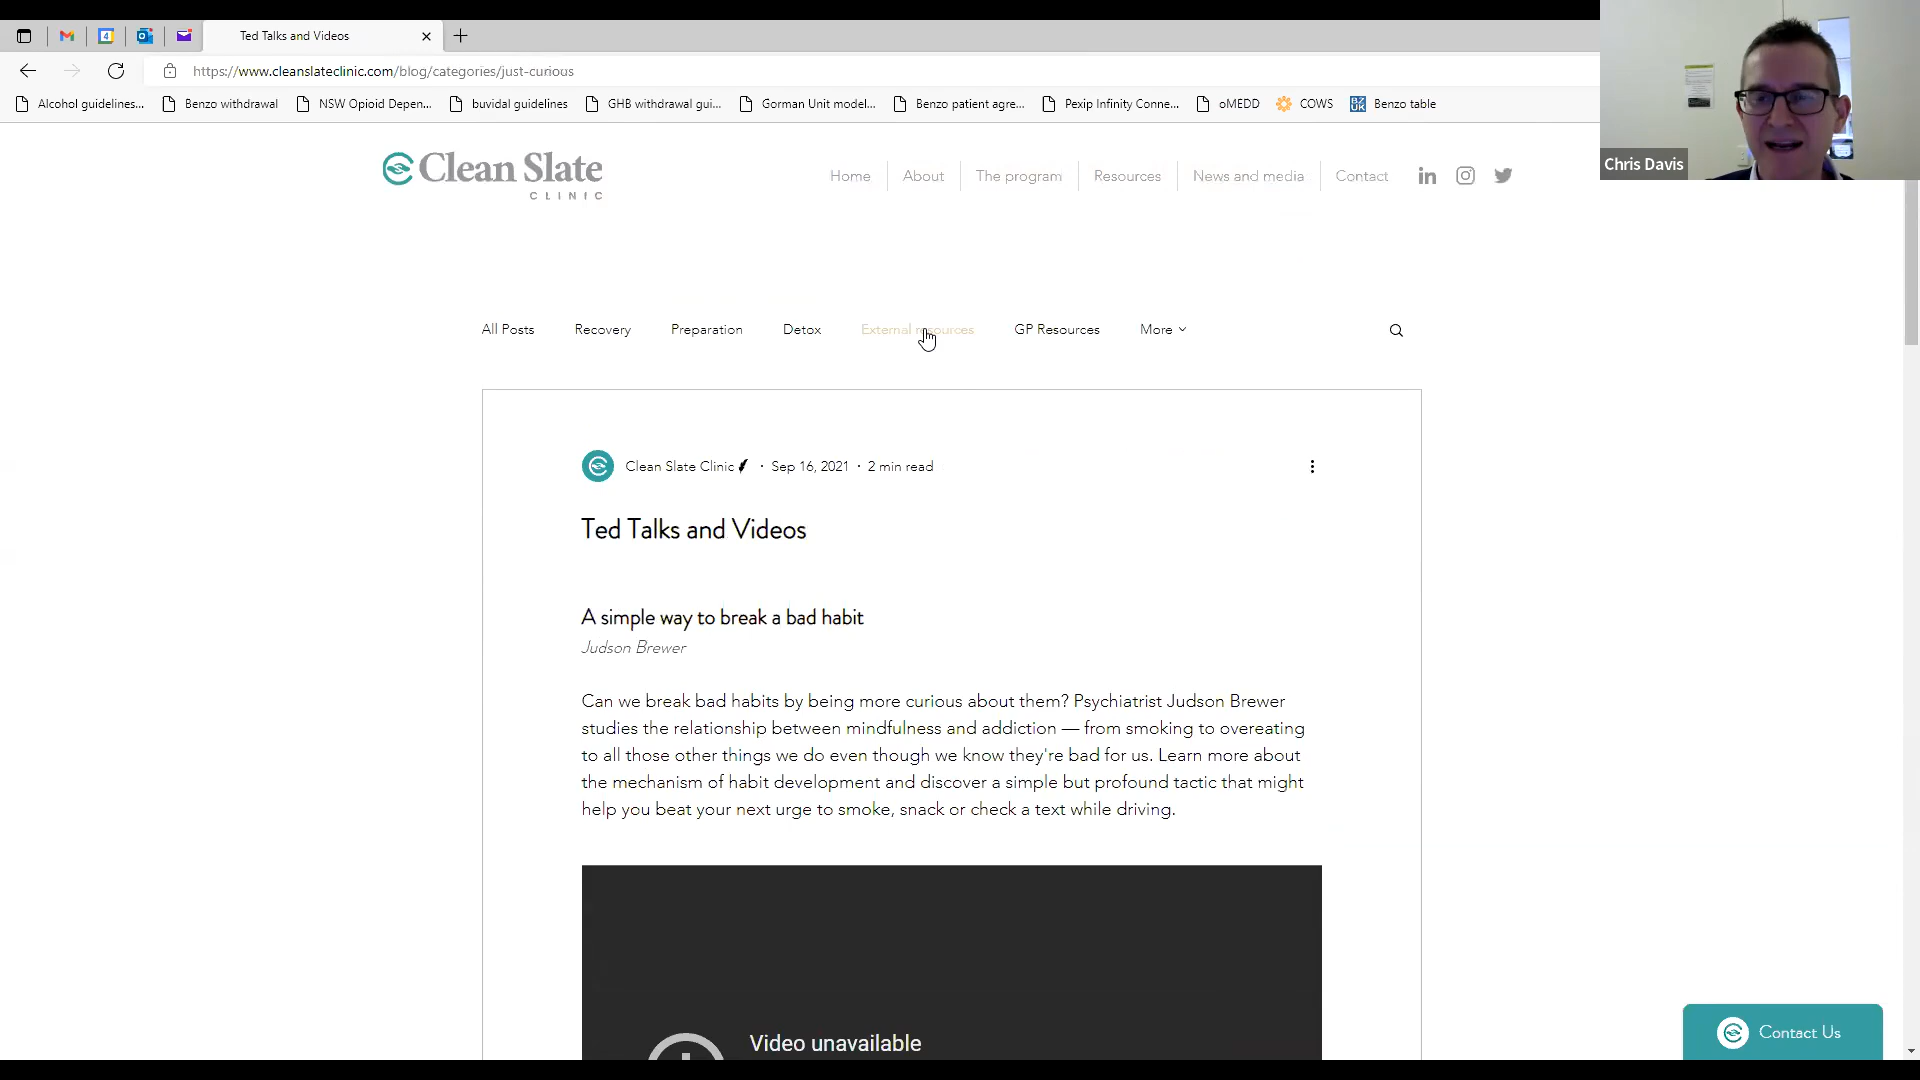 Ted Talks and Videos
https://www.cleanslateclinic.com/blog/categories/just-curious
Alcohol guidelines... Benzo withdrawal NSW Opioid Depen... buvidal guidelines GHB withdrawal gui... Gorman Unit model... Benzo patient agre... Pexip Infinity Conne... oMEDD COWS Benzo table
Chris Davis
Clean Slate
CLINIC
Home About The program Resources News and media Contact
All Posts Recovery Preparation Detox External resources GP Resources More
Clean Slate Clinic · Sep 16, 2021 · 2 min read
Ted Talks and Videos
A simple way to break a bad habit
Judson Brewer
Can we break bad habits by being more curious about them? Psychiatrist Judson Brewer
studies the relationship between mindfulness and addiction — from smoking to overeating
to all those other things we do even though we know they're bad for us. Learn more about
the mechanism of habit development and discover a simple but profound tactic that might
help you beat your next urge to smoke, snack or check a text while driving.
Video unavailable
Contact Us